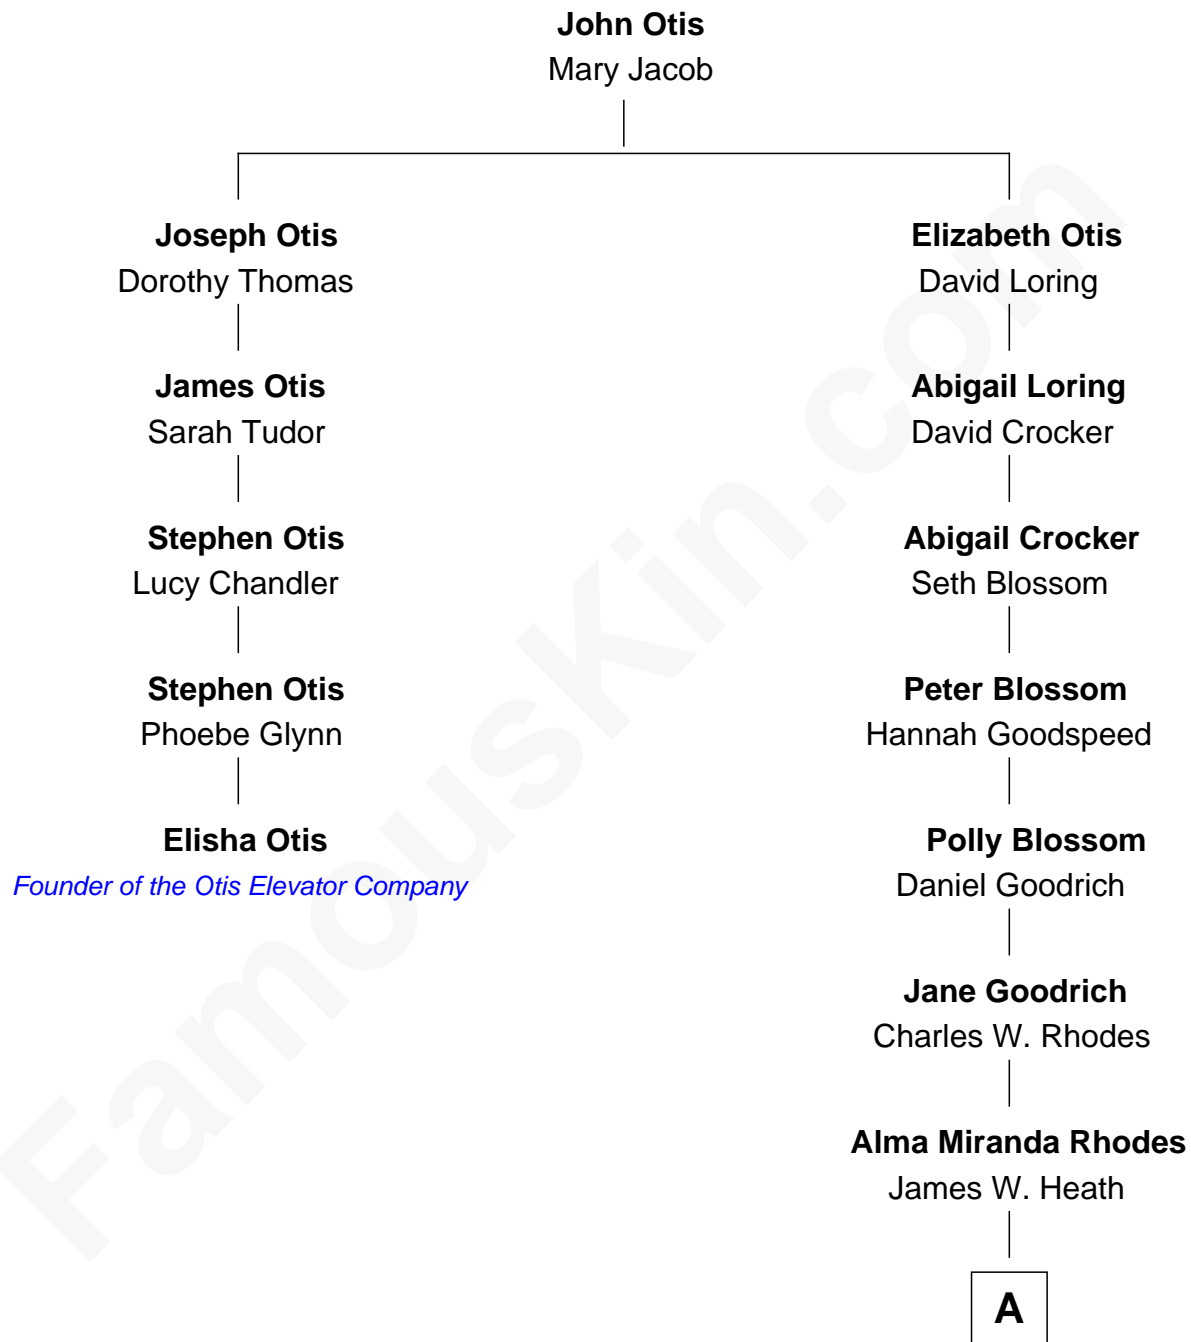 John Otis
Mary Jacob
Joseph Otis
Dorothy Thomas
James Otis
Sarah Tudor
Stephen Otis
Lucy Chandler
Stephen Otis
Phoebe Glynn
Elisha Otis
Founder of the Otis Elevator Company
Elizabeth Otis
David Loring
Abigail Loring
David Crocker
Abigail Crocker
Seth Blossom
Peter Blossom
Hannah Goodspeed
Polly Blossom
Daniel Goodrich
Jane Goodrich
Charles W. Rhodes
Alma Miranda Rhodes
James W. Heath
A
FamousKin.com